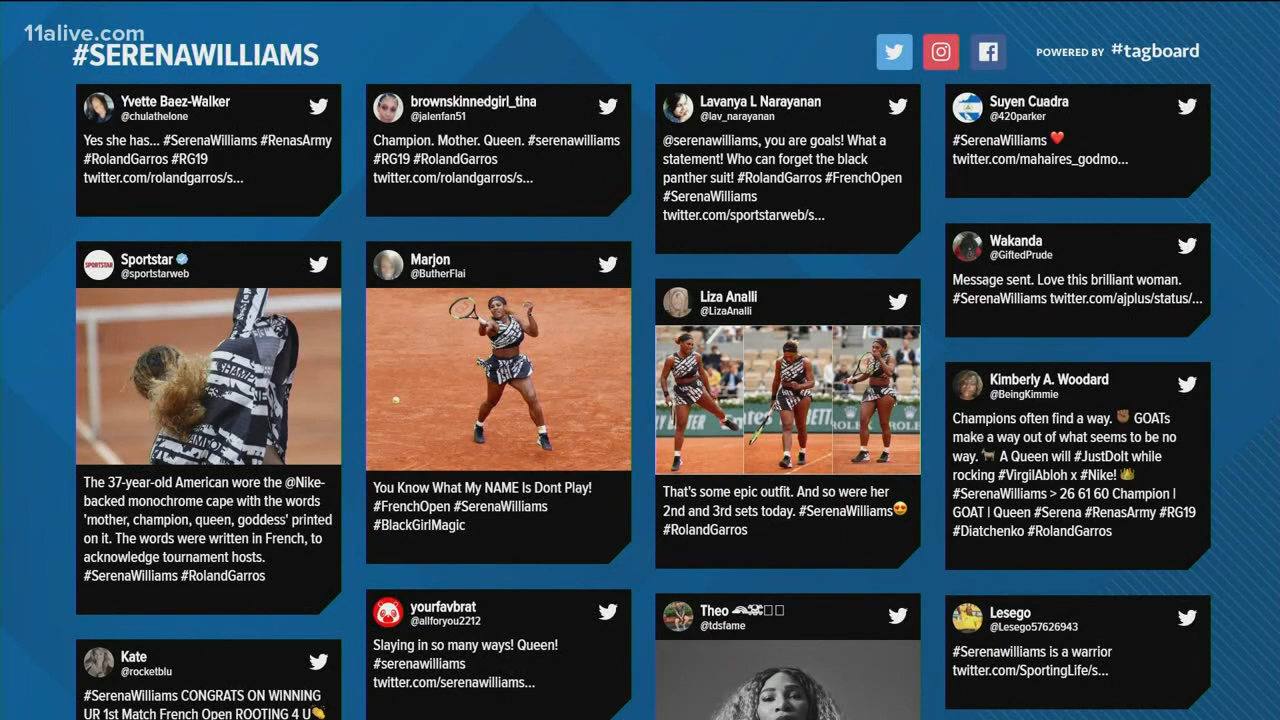 11alive.com
#SERENAWILLIAMS
POWERED BY #tagboard
Yvette Baez-Walker
@chulathelone
Yes she has... #SerenaWilliams #RenasArmy
#RolandGarros #RG19
twitter.com/rolandgarros/s...
Sportstar
@sportstarweb
SPORTSTAR
The 37-year-old American wore the @Nike-
backed monochrome cape with the words
'mother, champion, queen, goddess' printed
on it. The words were written in French, to
acknowledge tournament hosts.
#SerenaWilliams #RolandGarros
Kate
@rocketblu
#SerenaWilliams CONGRATS ON WINNING
UR 1st Match French Open ROOTING 4 U👏
brownskinnedgirl_tina
@jalenfan51
Champion. Mother. Queen. #serenawilliams
#RG19 #RolandGarros
twitter.com/rolandgarros/s...
Marjon
@ButherFlai
You Know What My NAME Is Dont Play!
#FrenchOpen #SerenaWilliams
#BlackGirlMagic
yourfavbrat
@allforyou2212
Slaying in so many ways! Queen!
#serenawilliams
twitter.com/serenawilliams...
Lavanya L Narayanan
@lav_narayanan
@serenawilliams, you are goals! What a
statement! Who can forget the black
panther suit! #RolandGarros #FrenchOpen
#SerenaWilliams
twitter.com/sportstarweb/s...
Liza Analli
@LizaAnalli
That's some epic outfit. And so were her
2nd and 3rd sets today. #SerenaWilliams😍
#RolandGarros
Theo
@tdsfame
Suyen Cuadra
@420parker
#SerenaWilliams ❤️
twitter.com/mahaires_godmo...
Wakanda
@GiftedPrude
Message sent. Love this brilliant woman.
#SerenaWilliams twitter.com/ajplus/status/...
Kimberly A. Woodard
@BeingKimmie
Champions often find a way. ✊🏾 GOATs
make a way out of what seems to be no
way. 🐐 A Queen will #JustDoIt while
rocking #VirgilAbloh x #Nike! 👑
#SerenaWilliams > 26 61 60 Champion |
GOAT | Queen #Serena #RenasArmy #RG19
#Diatchenko #RolandGarros
Lesego
@Lesego57626943
#Serenawilliams is a warrior
twitter.com/SportingLife/s...